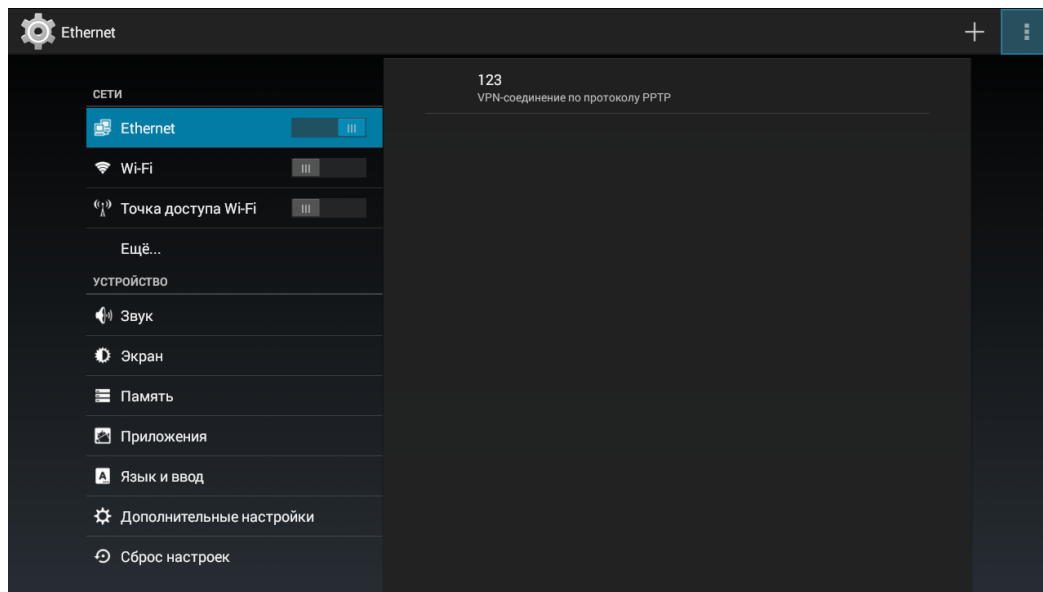 Ethernet
СЕТИ
Ethernet
Wi-Fi
Точка доступа Wi-Fi
Ещё...
УСТРОЙСТВО
Звук
Экран
Память
Приложения
Язык и ввод
Дополнительные настройки
Сброс настроек
123
VPN-соединение по протоколу PPTP